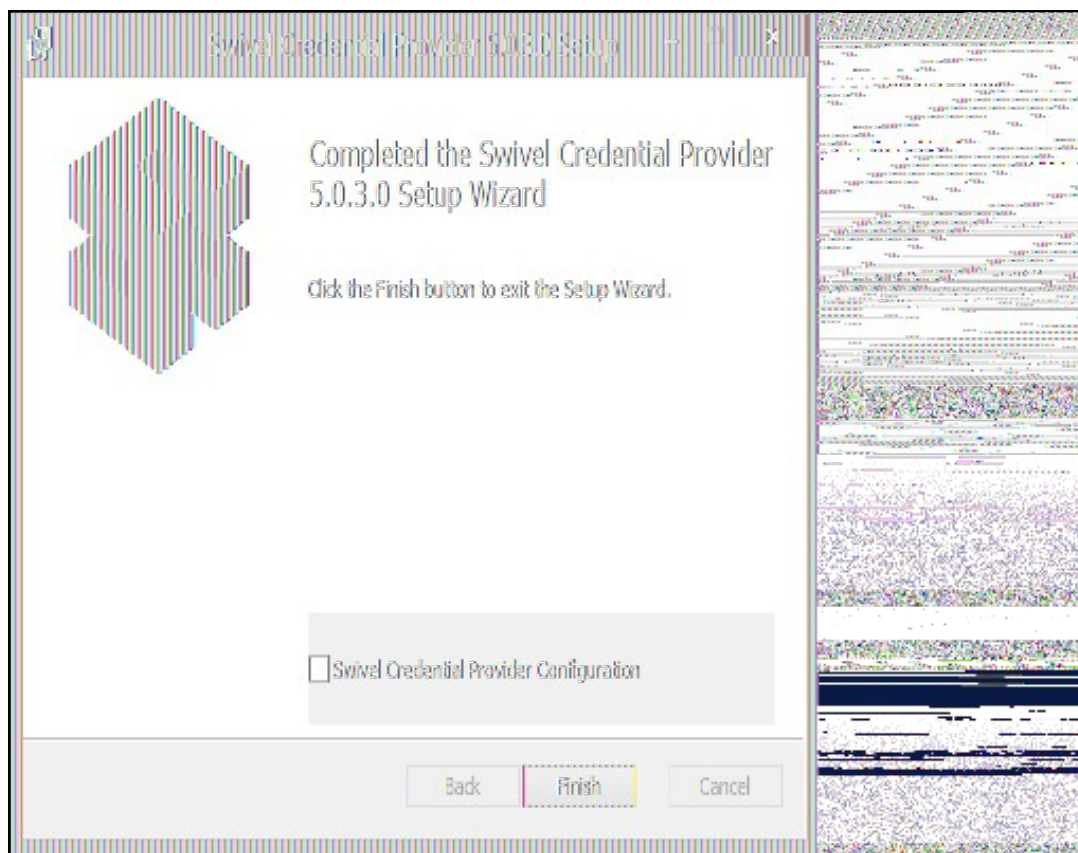 Swivel Credential Provider 5.0.3.0 Setup
Completed the Swivel Credential Provider
5.0.3.0 Setup Wizard
Click the Finish button to exit the Setup Wizard.
Swivel Credential Provider Configuration
Back
Finish
Cancel